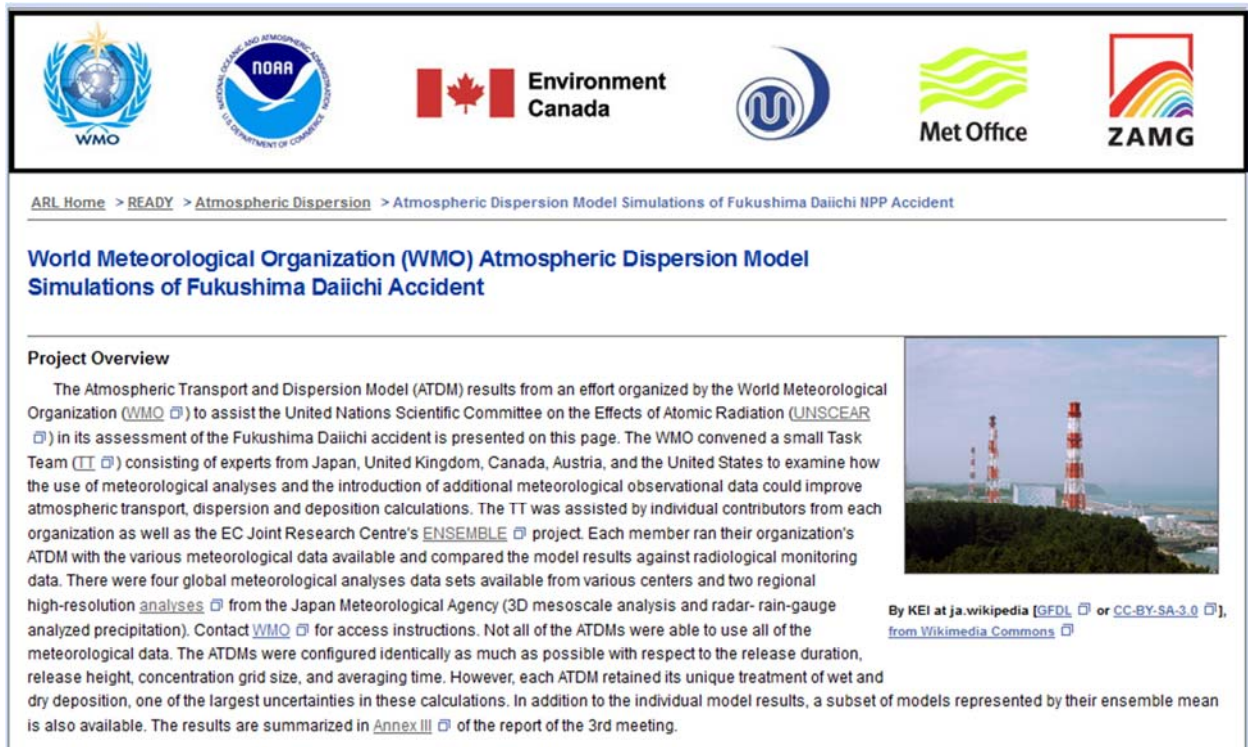 WMO
NATIONAL OCEANIC AND ATMOSPHERIC ADMINISTRATION
NOAA
U.S. DEPARTMENT OF COMMERCE
Environment
Canada
Met Office
ZAMG
ARL Home > READY > Atmospheric Dispersion > Atmospheric Dispersion Model Simulations of Fukushima Daiichi NPP Accident
World Meteorological Organization (WMO) Atmospheric Dispersion Model
Simulations of Fukushima Daiichi Accident
Project Overview
The Atmospheric Transport and Dispersion Model (ATDM) results from an effort organized by the World Meteorological
Organization (WMO) to assist the United Nations Scientific Committee on the Effects of Atomic Radiation (UNSCEAR
) in its assessment of the Fukushima Daiichi accident is presented on this page. The WMO convened a small Task
Team (TT) consisting of experts from Japan, United Kingdom, Canada, Austria, and the United States to examine how
the use of meteorological analyses and the introduction of additional meteorological observational data could improve
atmospheric transport, dispersion and deposition calculations. The TT was assisted by individual contributors from each
organization as well as the EC Joint Research Centre's ENSEMBLE project. Each member ran their organization's
ATDM with the various meteorological data available and compared the model results against radiological monitoring
data. There were four global meteorological analyses data sets available from various centers and two regional
high-resolution analyses from the Japan Meteorological Agency (3D mesoscale analysis and radar- rain-gauge
analyzed precipitation). Contact WMO for access instructions. Not all of the ATDMs were able to use all of the
meteorological data. The ATDMs were configured identically as much as possible with respect to the release duration,
release height, concentration grid size, and averaging time. However, each ATDM retained its unique treatment of wet and
dry deposition, one of the largest uncertainties in these calculations. In addition to the individual model results, a subset of models represented by their ensemble mean
is also available. The results are summarized in Annex III of the report of the 3rd meeting.
By KEI at ja.wikipedia [GFDL or CC-BY-SA-3.0],
from Wikimedia Commons